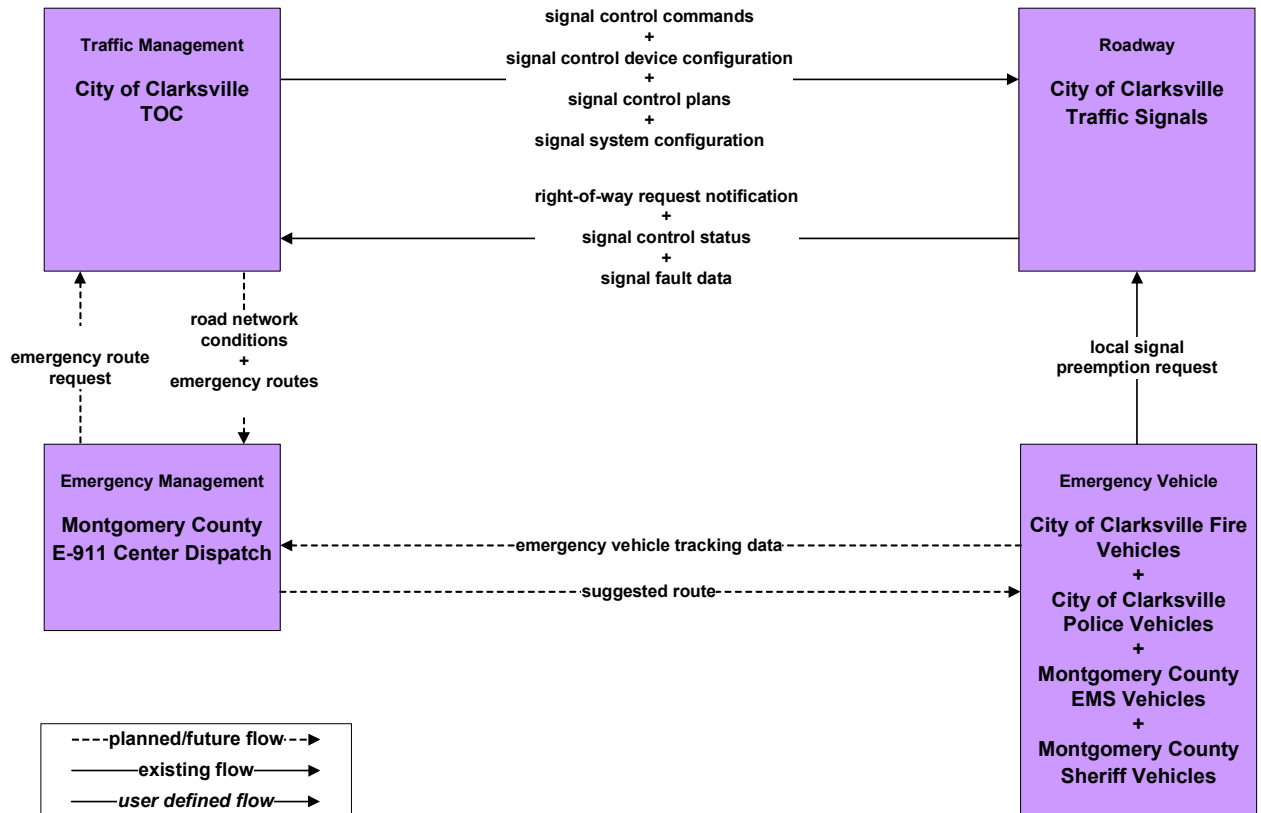 Traffic Management
City of Clarksville
TOC
signal control commands
+
signal control device configuration
+
signal control plans
+
signal system configuration
Roadway
City of Clarksville
Traffic Signals
right-of-way request notification
+
signal control status
+
signal fault data
emergency route
request
road network
conditions
+
emergency routes
local signal
preemption request
Emergency Management
Montgomery County
E-911 Center Dispatch
emergency vehicle tracking data
suggested route
Emergency Vehicle
City of Clarksville Fire
Vehicles
+
City of Clarksville
Police Vehicles
+
Montgomery County
EMS Vehicles
+
Montgomery County
Sheriff Vehicles
planned/future flow
existing flow
user defined flow